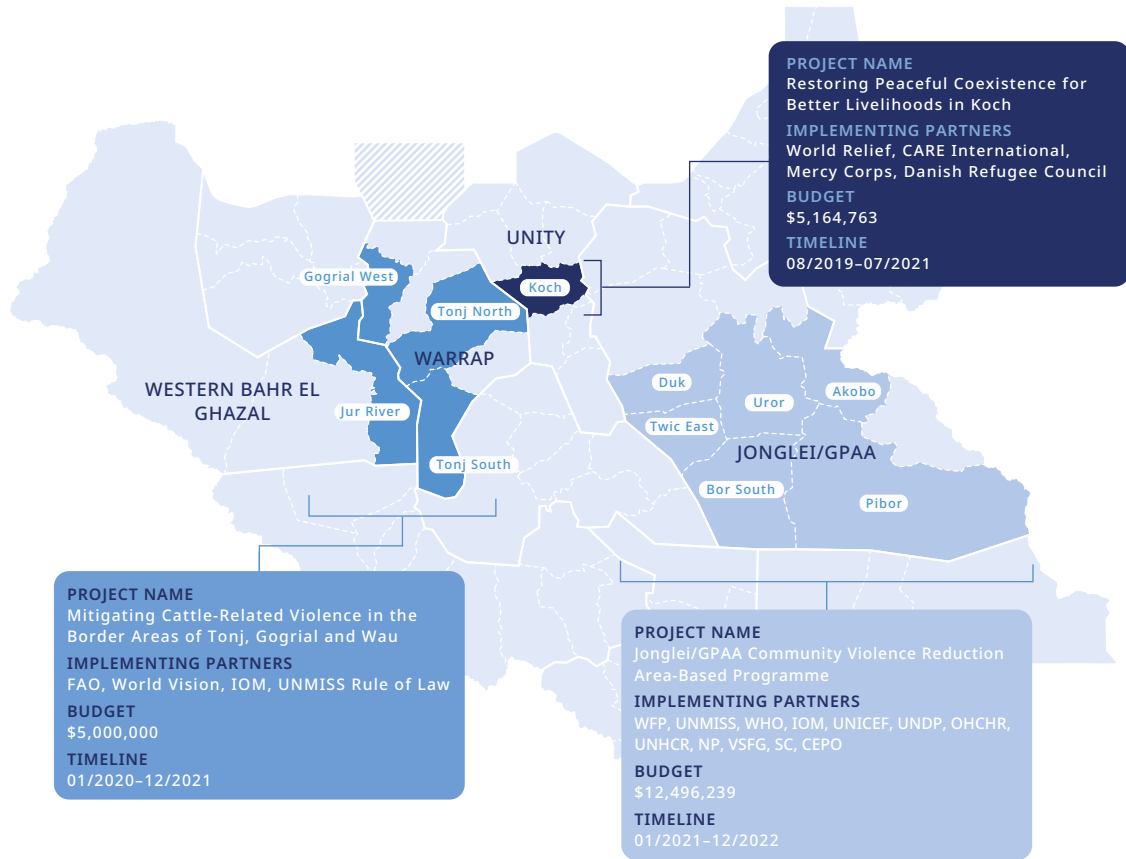 PROJECT NAME
Restoring Peaceful Coexistence for
Better Livelihoods in Koch
IMPLEMENTING PARTNERS
World Relief, CARE International,
Mercy Corps, Danish Refugee Council
BUDGET
$5,164,763
TIMELINE
08/2019–07/2021
UNITY
Gogrial West
Koch
Tonj North
WARRAP
WESTERN BAHR EL
GHAZAL
Jur River
Tonj South
Duk
Uror
Akobo
Twic East
JONGLEI/GPAA
Bor South
Pibor
PROJECT NAME
Mitigating Cattle-Related Violence in the
Border Areas of Tonj, Gogrial and Wau
IMPLEMENTING PARTNERS
FAO, World Vision, IOM, UNMISS Rule of Law
BUDGET
$5,000,000
TIMELINE
01/2020–12/2021
PROJECT NAME
Jonglei/GPAA Community Violence Reduction
Area-Based Programme
IMPLEMENTING PARTNERS
WFP, UNMISS, WHO, IOM, UNICEF, UNDP, OHCHR,
UNHCR, NP, VSFG, SC, CEPO
BUDGET
$12,496,239
TIMELINE
01/2021–12/2022